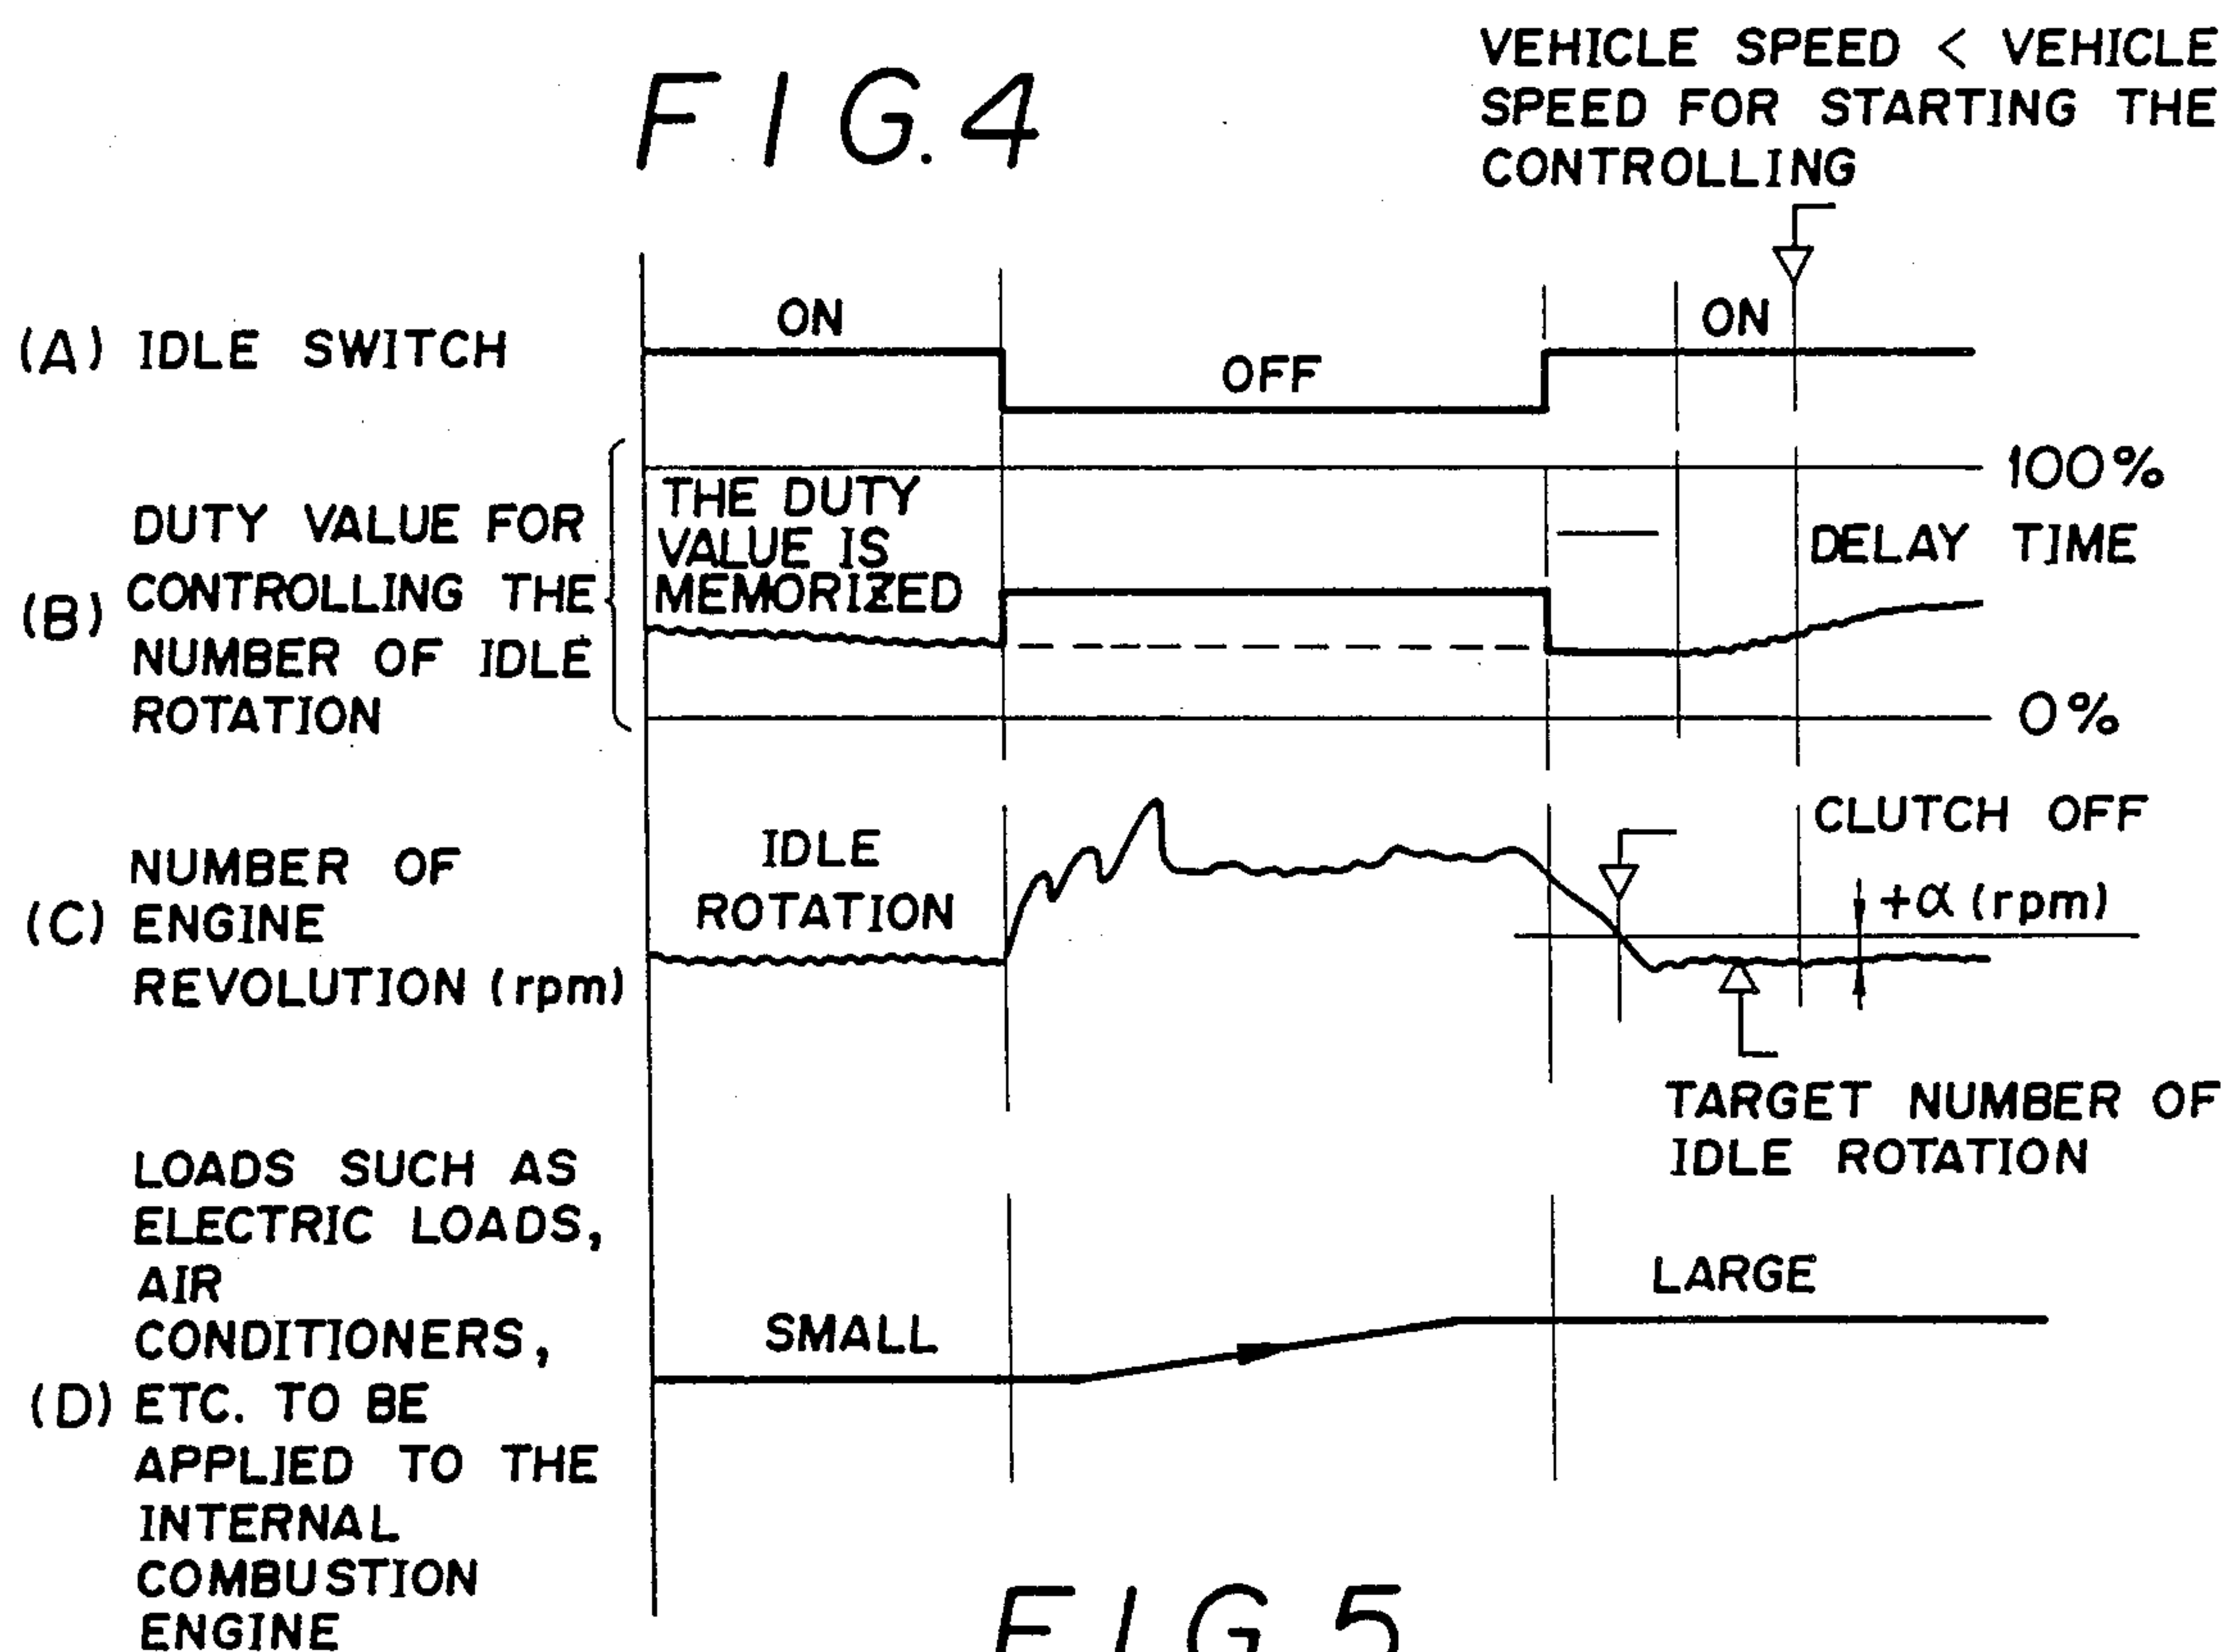 FIG.4
VEHICLE SPEED < VEHICLE
SPEED FOR STARTING THE
CONTROLLING
(A) IDLE SWITCH
ON
OFF
ON
DUTY VALUE FOR
(B) CONTROLLING THE
NUMBER OF IDLE
ROTATION
THE DUTY
VALUE IS
MEMORIZED
100%
DELAY TIME
0%
NUMBER OF
(C) ENGINE
REVOLUTION (rpm)
IDLE
ROTATION
CLUTCH OFF
+α (rpm)
TARGET NUMBER OF
IDLE ROTATION
LOADS SUCH AS
ELECTRIC LOADS,
AIR
CONDITIONERS,
(D) ETC. TO BE
APPLIED TO THE
INTERNAL
COMBUSTION
ENGINE
SMALL
LARGE
FIG 5